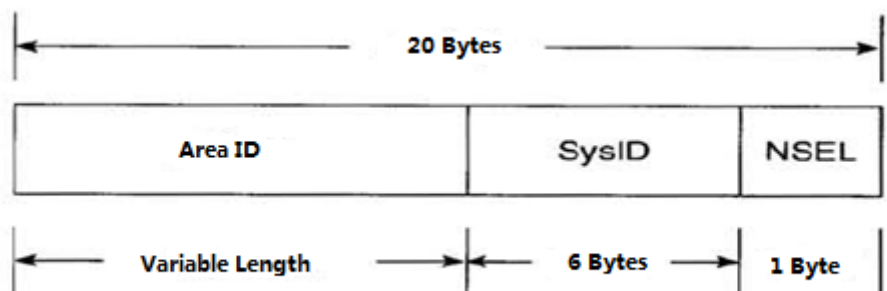 20 Bytes
Area ID
SysID
NSEL
Variable Length
6 Bytes
1 Byte